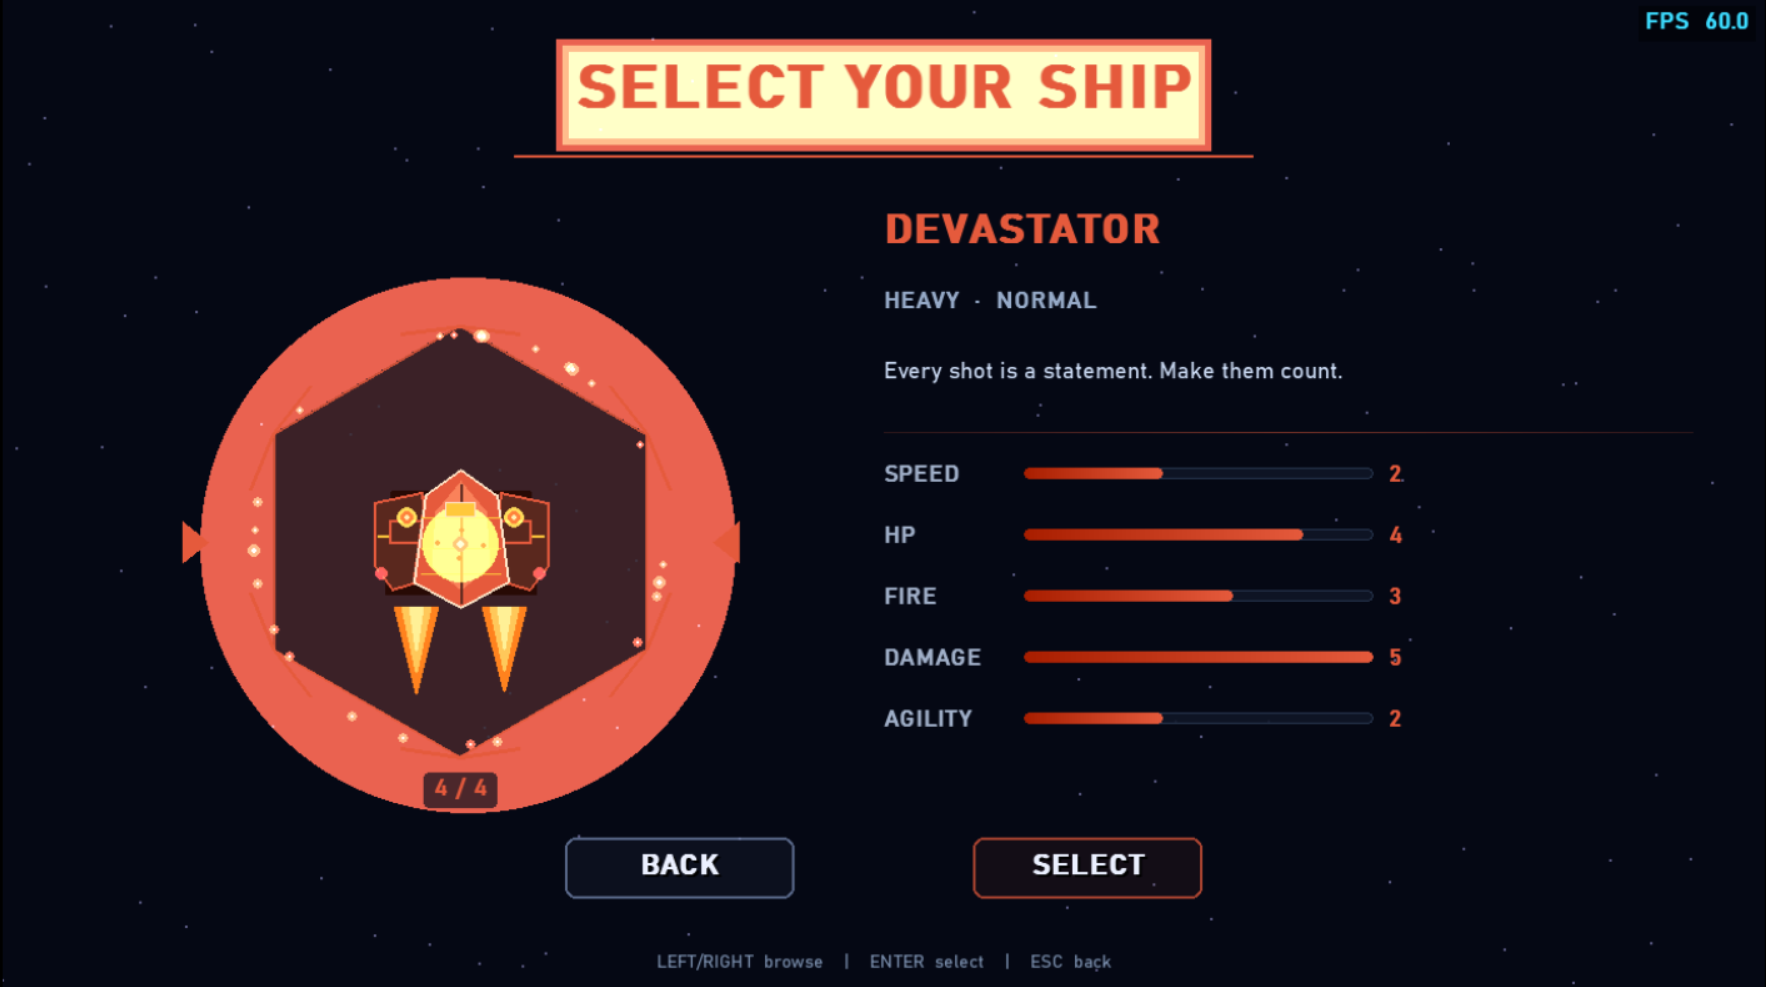 FPS 60.0
SELECT YOUR SHIP
DEVASTATOR
HEAVY · NORMAL
Every shot is a statement. Make them count.
SPEED 2
HP 4
FIRE 3
DAMAGE 5
AGILITY 2
4 / 4
BACK SELECT
LEFT/RIGHT browse | ENTER select | ESC back